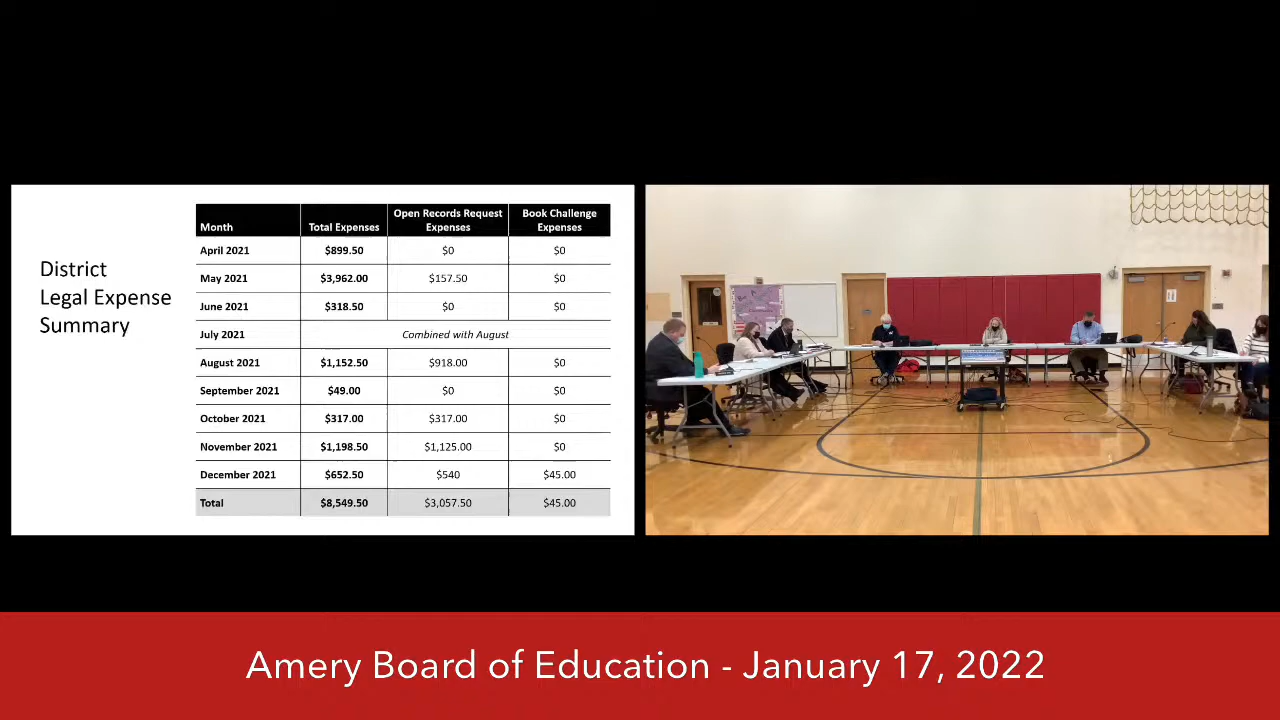 District
Legal Expense
Summary
Month Total Expenses Open Records Request Expenses Book Challenge Expenses
April 2021 $899.50 $0 $0
May 2021 $3,962.00 $157.50 $0
June 2021 $318.50 $0 $0
July 2021 Combined with August
August 2021 $1,152.50 $918.00 $0
September 2021 $49.00 $0 $0
October 2021 $317.00 $317.00 $0
November 2021 $1,198.50 $1,125.00 $0
December 2021 $652.50 $540 $45.00
Total $8,549.50 $3,057.50 $45.00
Amery Board of Education - January 17, 2022